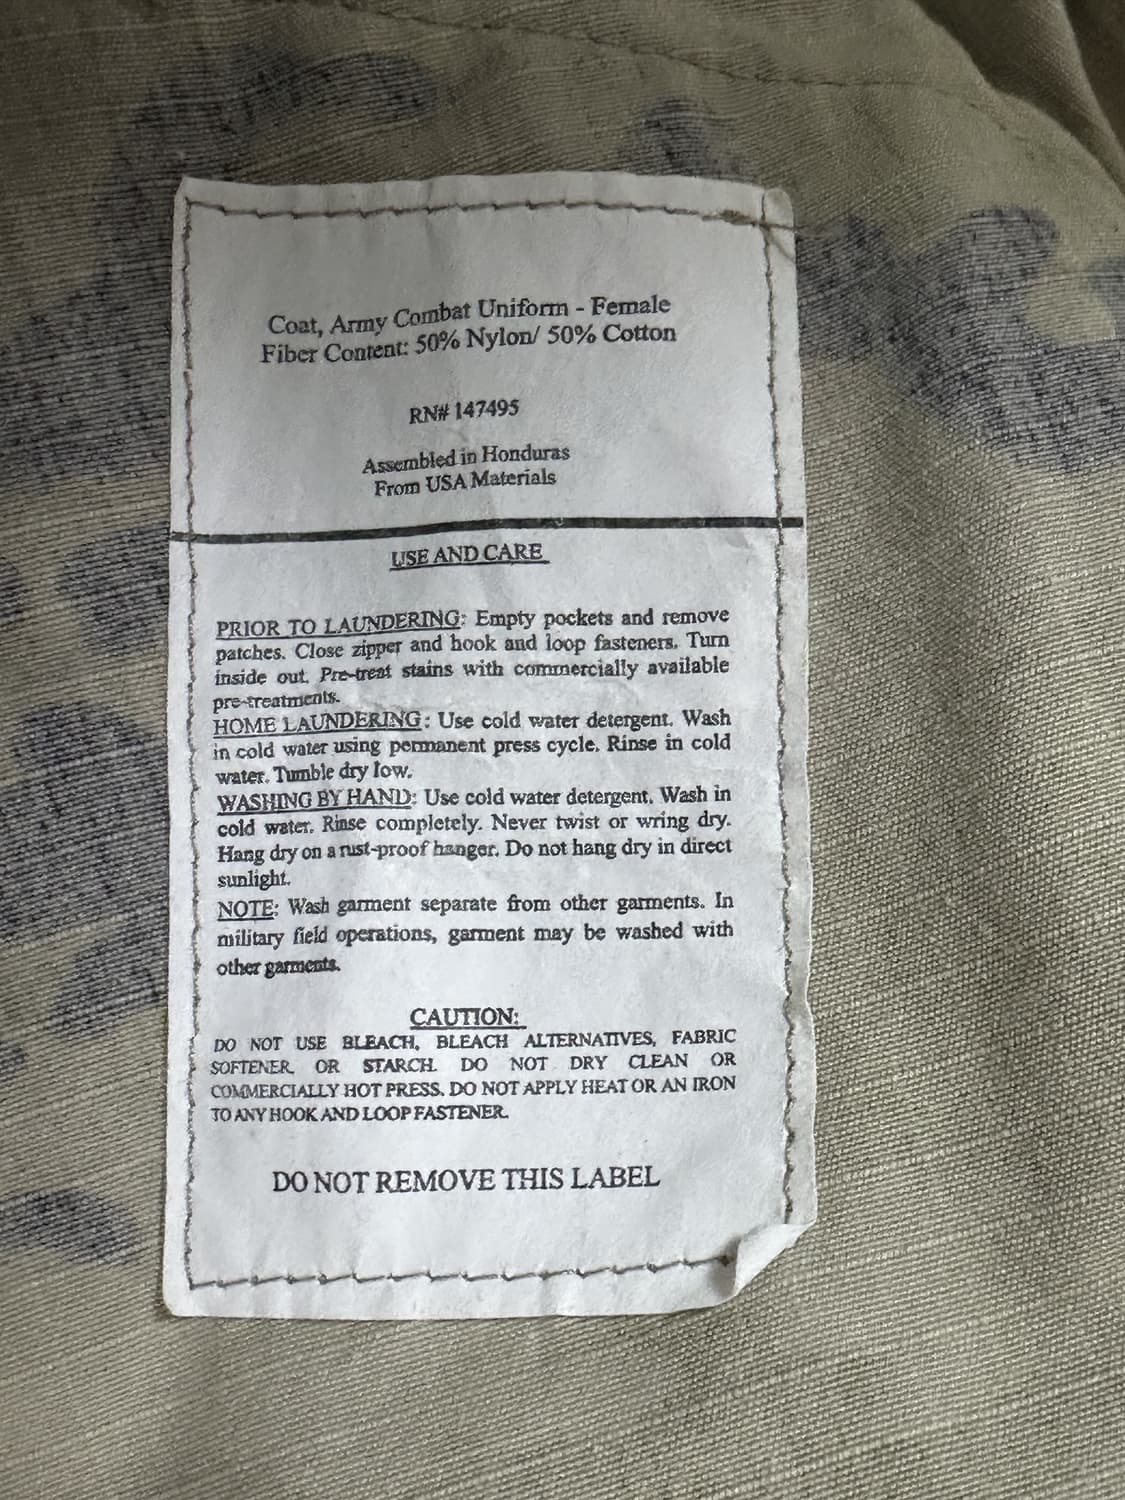 Coat, Army Combat Uniform - Female
Fiber Content: 50% Nylon/ 50% Cotton
RN# 147495
Assembled in Honduras
From USA Materials
USE AND CARE
PRIOR TO LAUNDERING: Empty pockets and remove
patches. Close zipper and hook and loop fasteners. Turn
inside out. Pre-treat stains with commercially available
pre-treatments.
HOME LAUNDERING: Use cold water detergent. Wash
in cold water using permanent press cycle. Rinse in cold
water. Tumble dry low.
WASHING BY HAND: Use cold water detergent. Wash in
cold water. Rinse completely. Never twist or wring dry.
Hang dry on a rust-proof hanger. Do not hang dry in direct
sunlight.
NOTE: Wash garment separate from other garments. In
military field operations, garment may be washed with
other garments.
CAUTION:
DO NOT USE BLEACH, BLEACH ALTERNATIVES, FABRIC
SOFTENER OR STARCH. DO NOT DRY CLEAN OR
COMMERCIALLY HOT PRESS. DO NOT APPLY HEAT OR AN IRON
TO ANY HOOK AND LOOP FASTENER.
DO NOT REMOVE THIS LABEL